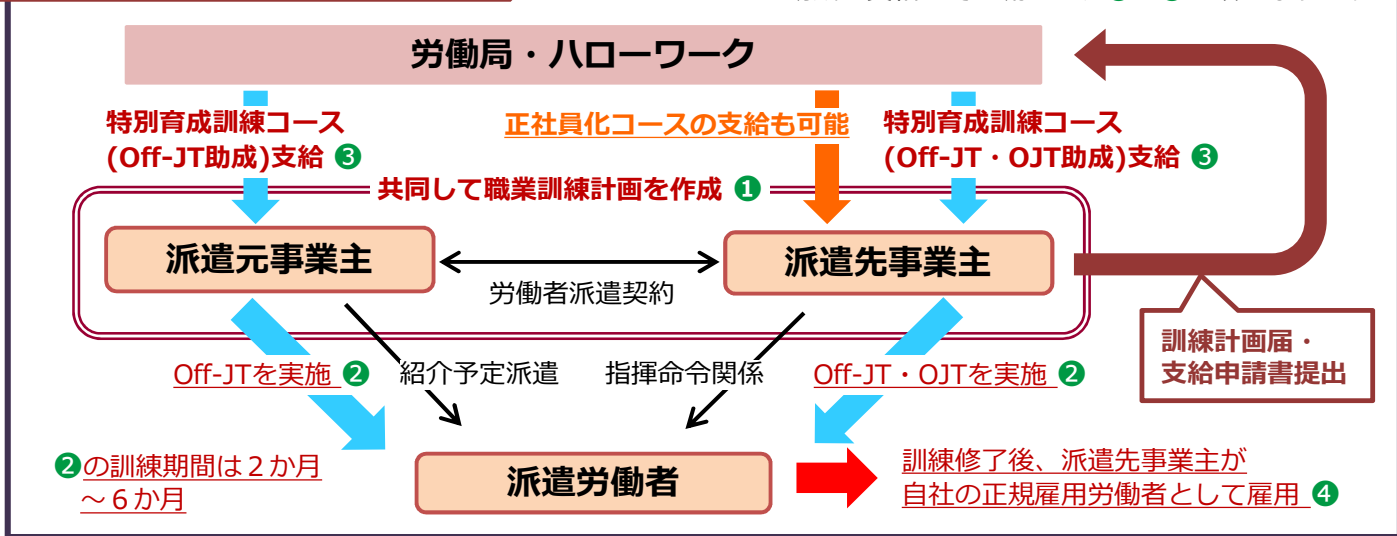 労働局・ハローワーク
特別育成訓練コース
(Off-JT助成)支給 ❸
正社員化コースの支給も可能
特別育成訓練コース
(Off-JT・OJT助成)支給 ❸
共同して職業訓練計画を作成 ❶
派遣元事業主
派遣先事業主
労働者派遣契約
訓練計画届・
支給申請書提出
Off-JTを実施 ❷
紹介予定派遣
指揮命令関係
Off-JT・OJTを実施 ❷
❷の訓練期間は2か月
～6か月
派遣労働者
訓練修了後、派遣先事業主が
自社の正規雇用労働者として雇用 ❹